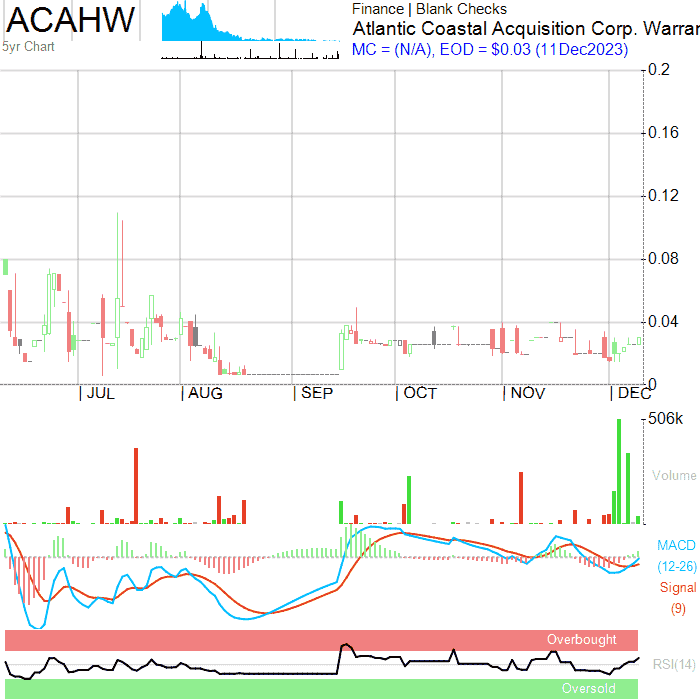 ACAHW
5yr Chart
Finance | Blank Checks
Atlantic Coastal Acquisition Corp. Warran
MC = (N/A), EOD = $0.03 (11Dec2023)
0.2
0.16
0.12
0.08
0.04
0
JUL AUG SEP OCT NOV DEC
506k
Volume
MACD
(12-26)
Signal
(9)
Overbought
RSI(14)
Oversold